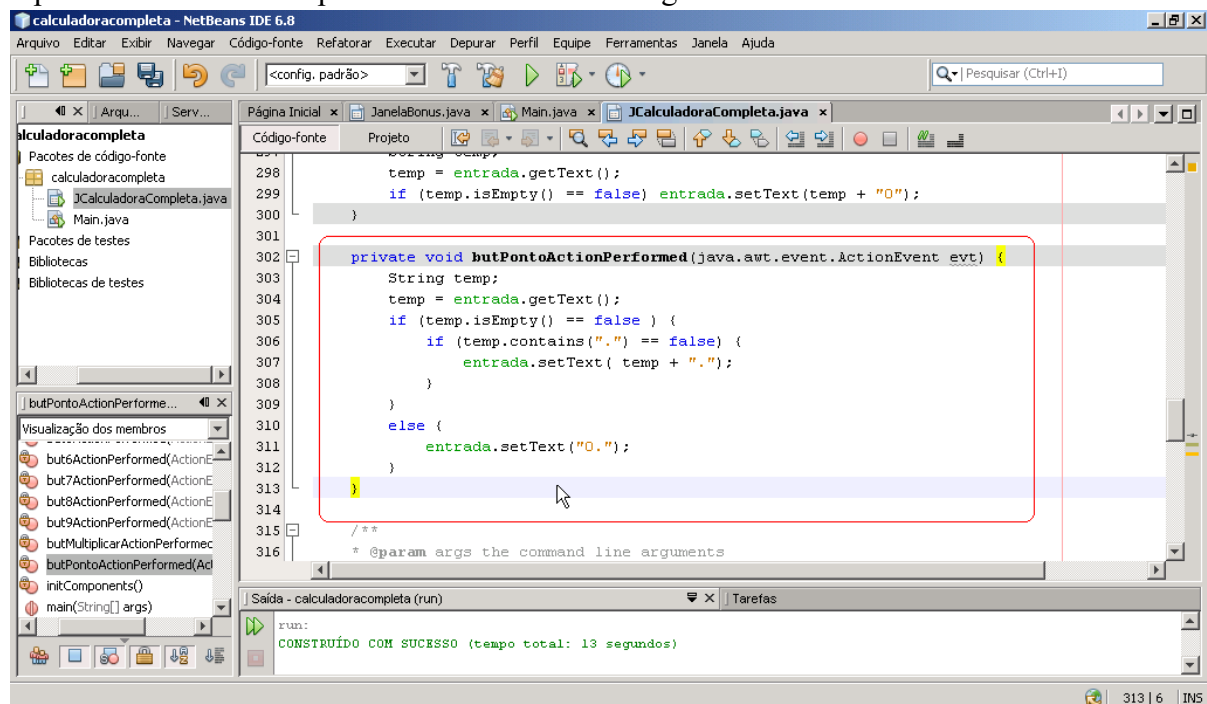 calculadoracompleta - NetBeans IDE 6.8
Arquivo Editar Exibir Navegar Código-fonte Refatorar Executar Depurar Perfil Equipe Ferramentas Janela Ajuda
<config. padrão>
Pesquisar (Ctrl+I)
Arqu... Serv...
Página Inicial JanelaBonus.java Main.java JCalculadoraCompleta.java
Código-fonte Projeto
alculadoracompleta
Pacotes de código-fonte
calculadoracompleta
JCalculadoraCompleta.java
Main.java
Pacotes de testes
Bibliotecas
Bibliotecas de testes
298 temp = entrada.getText();
299 if (temp.isEmpty() == false) entrada.setText(temp + "0");
300 }
301
302 private void butPontoActionPerformed(java.awt.event.ActionEvent evt) {
303 String temp;
304 temp = entrada.getText();
305 if (temp.isEmpty() == false ) {
306 if (temp.contains(".") == false) {
307 entrada.setText( temp + ".");
308 }
309 }
310 else {
311 entrada.setText("0.");
312 }
313 }
314
315 /**
316 * @param args the command line arguments
butPontoActionPerforme...
Visualização dos membros
but6ActionPerformed(ActionE
but7ActionPerformed(ActionE
but8ActionPerformed(ActionE
but9ActionPerformed(ActionE
butMultiplicarActionPerformec
butPontoActionPerformed(Act
initComponents()
main(String[] args)
Saída - calculadoracompleta (run) Tarefas
run:
CONSTRUÍDO COM SUCESSO (tempo total: 13 segundos)
313 | 6 INS